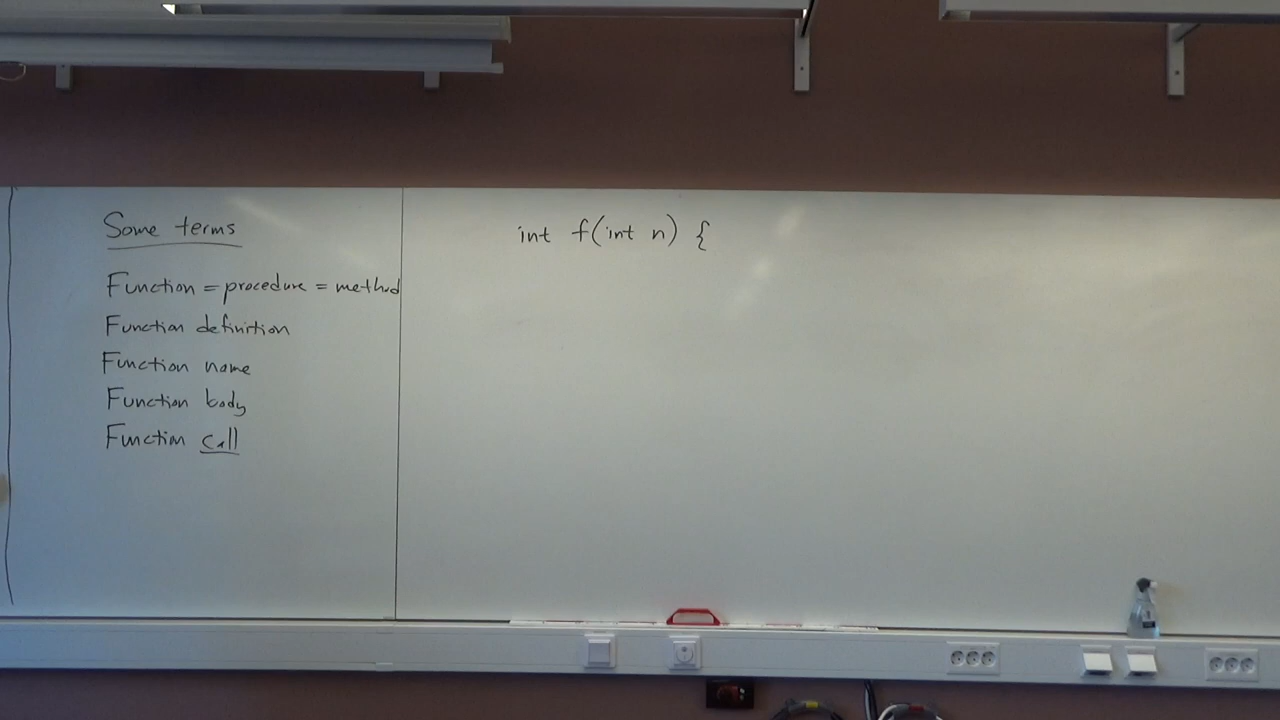 Some terms
Function = procedure = method
Function definition
Function name
Function body
Function call
int f(int n) {